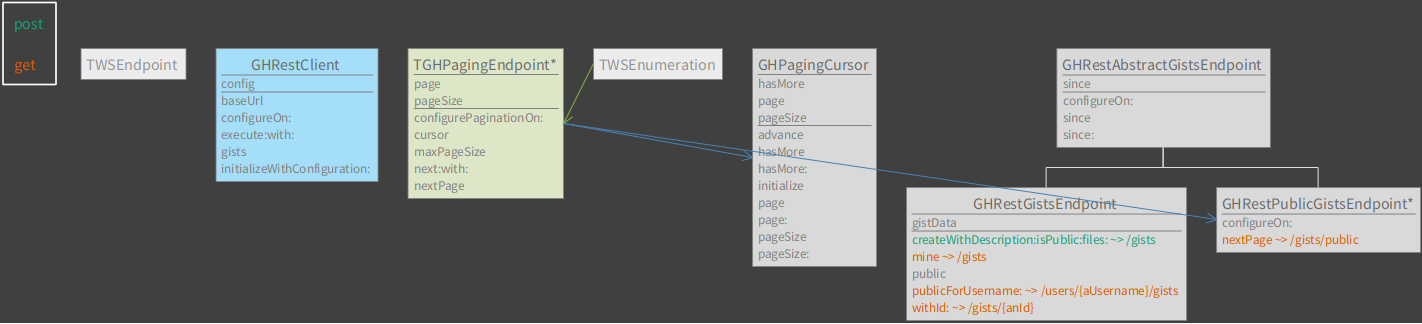 post
get
TWSEndpoint
GHRestClient
config
baseUrl
configureOn:
execute:with:
gists
initializeWithConfiguration:
TGHPagingEndpoint*
page
pageSize
configurePaginationOn:
cursor
maxPageSize
next:with:
nextPage
TWSEnumeration
GHPagingCursor
hasMore
page
pageSize
advance
hasMore
hasMore:
initialize
page
page:
pageSize
pageSize:
GHRestAbstractGistsEndpoint
since
configureOn:
since
since:
GHRestGistsEndpoint
gistData
createWithDescription:isPublic:files: ~> /gists
mine ~> /gists
public
publicForUsername: ~> /users/{aUsername}/gists
withId: ~> /gists/{anId}
GHRestPublicGistsEndpoint*
configureOn:
nextPage ~> /gists/public